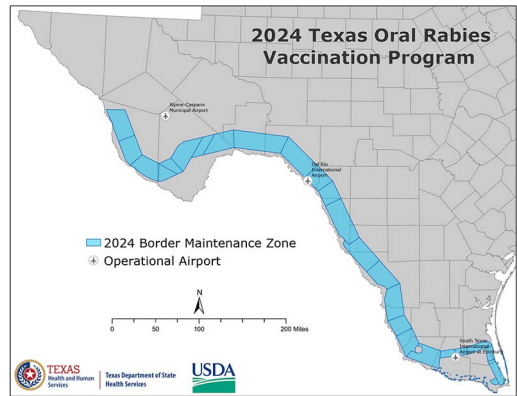 2024 Texas Oral Rabies
Vaccination Program
Alpine-Casparis
Municipal Airport
Del Rio
International
Airport
2024 Border Maintenance Zone
Operational Airport
N
0 50 100 200 Miles
South Texas
International
Airport at Edinburg
TEXAS
Health and Human
Services
Texas Department of State
Health Services
USDA